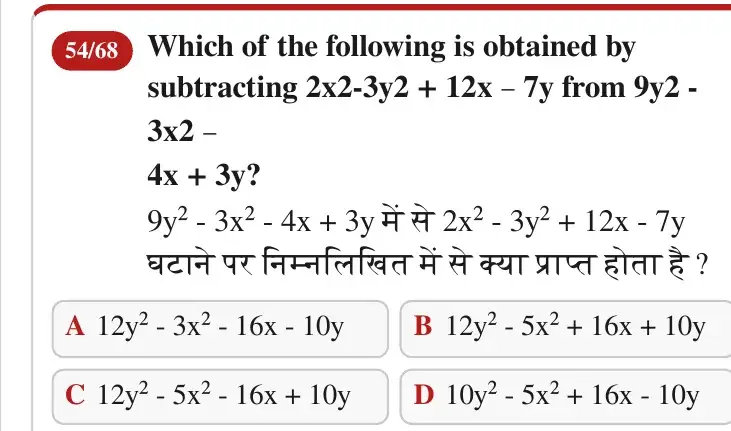 54/68 Which of the following is obtained by
subtracting 2x2-3y2 + 12x – 7y from 9y2 -
3x2 –
4x + 3y?
9y² - 3x² - 4x + 3y में से 2x² - 3y² + 12x - 7y
घटाने पर निम्नलिखित में से क्या प्राप्त होता है ?
A 12y² - 3x² - 16x - 10y
B 12y² - 5x² + 16x + 10y
C 12y² - 5x² - 16x + 10y
D 10y² - 5x² + 16x - 10y